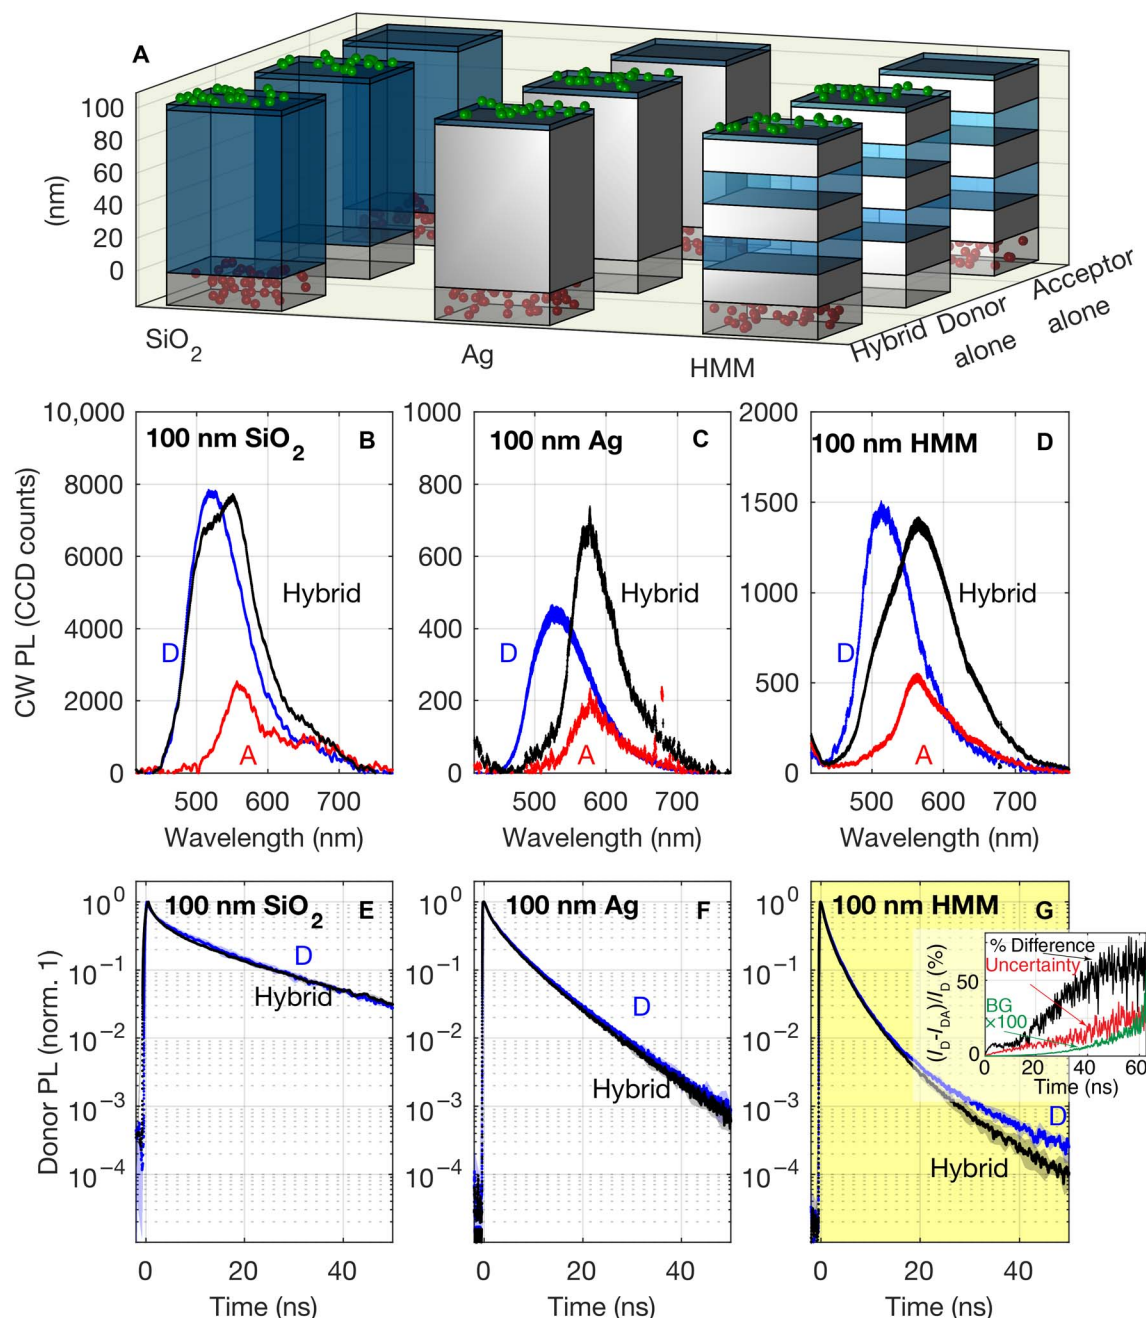 A
100
80
60
40
20
0
(nm)
SiO2
Ag
HMM
Hybrid
Donor
alone
Acceptor
alone
10,000
8000
6000
4000
2000
0
CW PL (CCD counts)
100 nm SiO2
B
Hybrid
D
A
500
600
700
Wavelength (nm)
1000
800
600
400
200
0
100 nm Ag
C
Hybrid
D
A
500
600
700
Wavelength (nm)
2000
1500
1000
500
0
100 nm HMM
D
Hybrid
D
A
500
600
700
Wavelength (nm)
10^0
10^-1
10^-2
10^-3
10^-4
Donor PL (norm. 1)
100 nm SiO2
E
D
Hybrid
0
20
40
Time (ns)
10^0
10^-1
10^-2
10^-3
10^-4
100 nm Ag
F
D
Hybrid
0
20
40
Time (ns)
10^0
10^-1
10^-2
10^-3
10^-4
100 nm HMM
G
D
Hybrid
0
20
40
Time (ns)
(ID-IDA)/ID (%)
50
0
% Difference
Uncertainty
BG
×100
0
20
40
60
Time (ns)